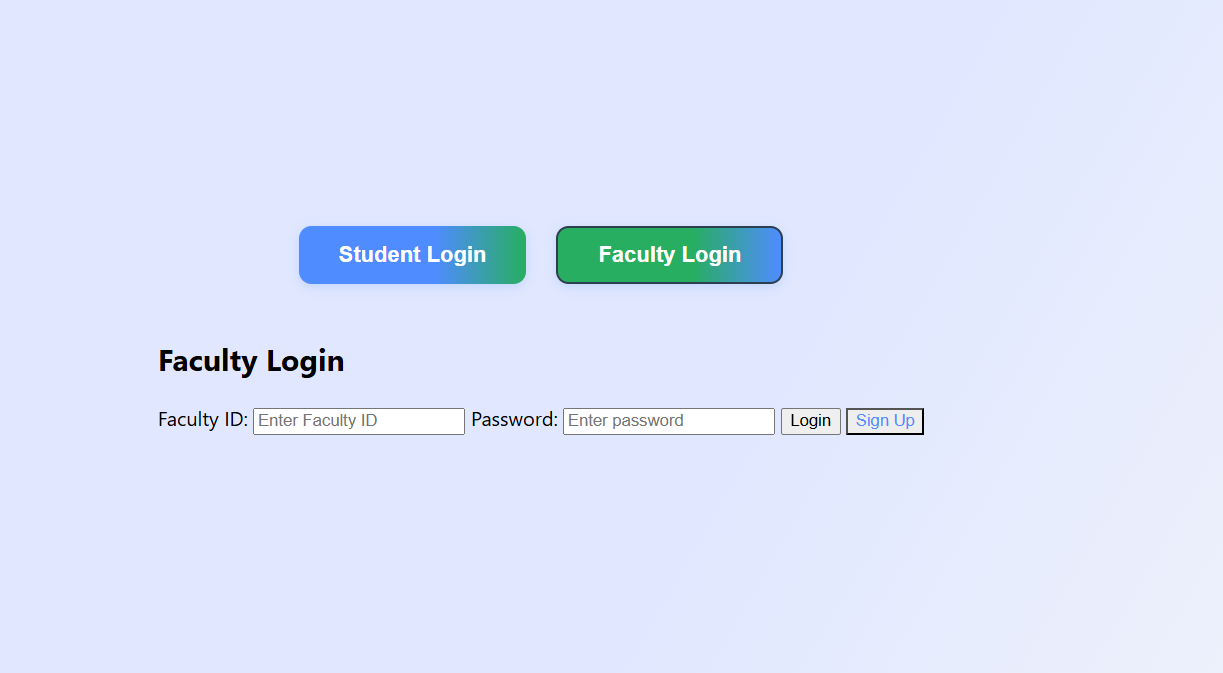 Student Login Faculty Login
Faculty Login
Faculty ID: Enter Faculty ID Password: Enter password Login Sign Up